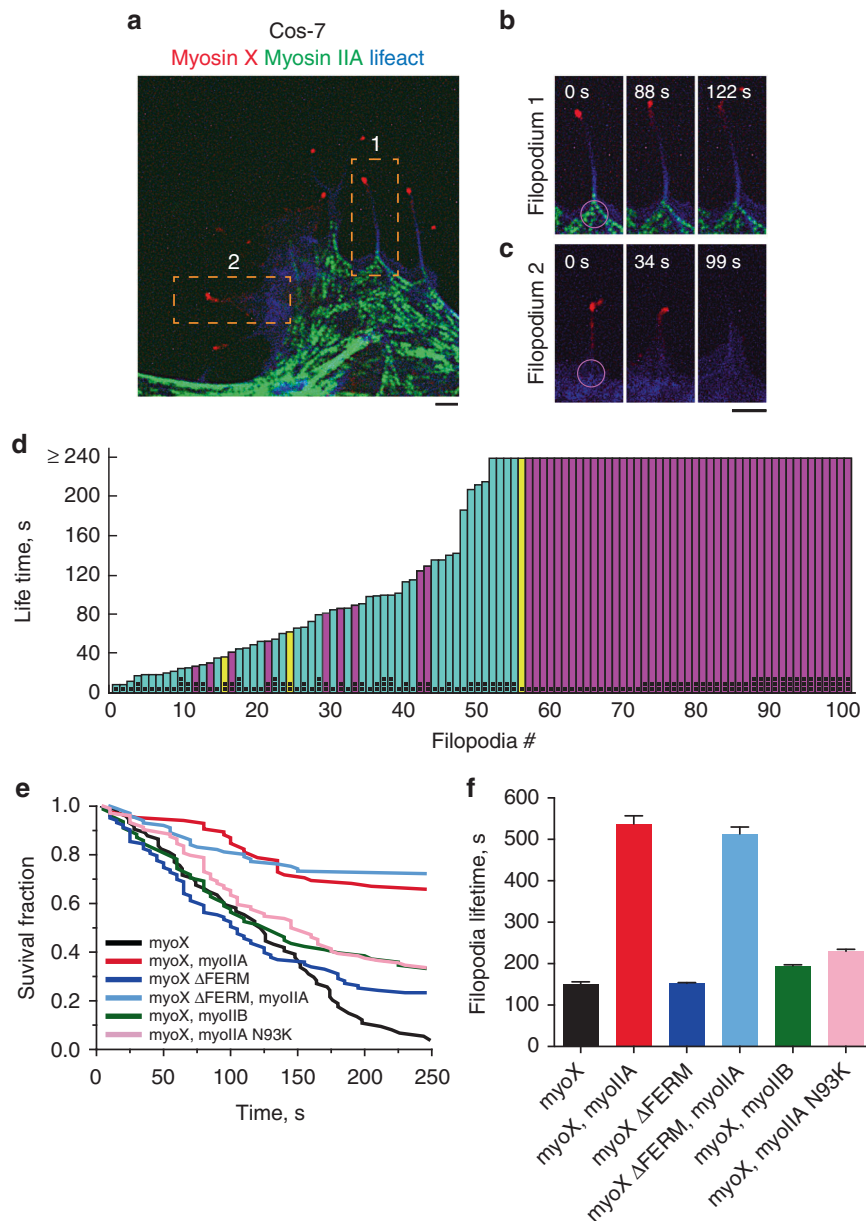 a
Cos-7
Myosin X Myosin IIA lifeact
1
2
b
Filopodium 1
0 s
88 s
122 s
c
Filopodium 2
0 s
34 s
99 s
d
Life time, s
≥ 240
200
160
120
80
40
0
0
10
20
30
40
50
60
70
80
90
100
Filopodia #
e
Suvival fraction
1.0
0.8
0.6
0.4
0.2
0.0
myoX
myoX, myoIIA
myoX ΔFERM
myoX ΔFERM, myoIIA
myoX, myoIIB
myoX, myoIIA N93K
0
50
100
150
200
250
Time, s
f
Filopodia lifetime, s
600
500
400
300
200
100
0
myoX
myoX, myoIIA
myoX ΔFERM
myoX ΔFERM, myoIIA
myoX, myoIIB
myoX, myoIIA N93K